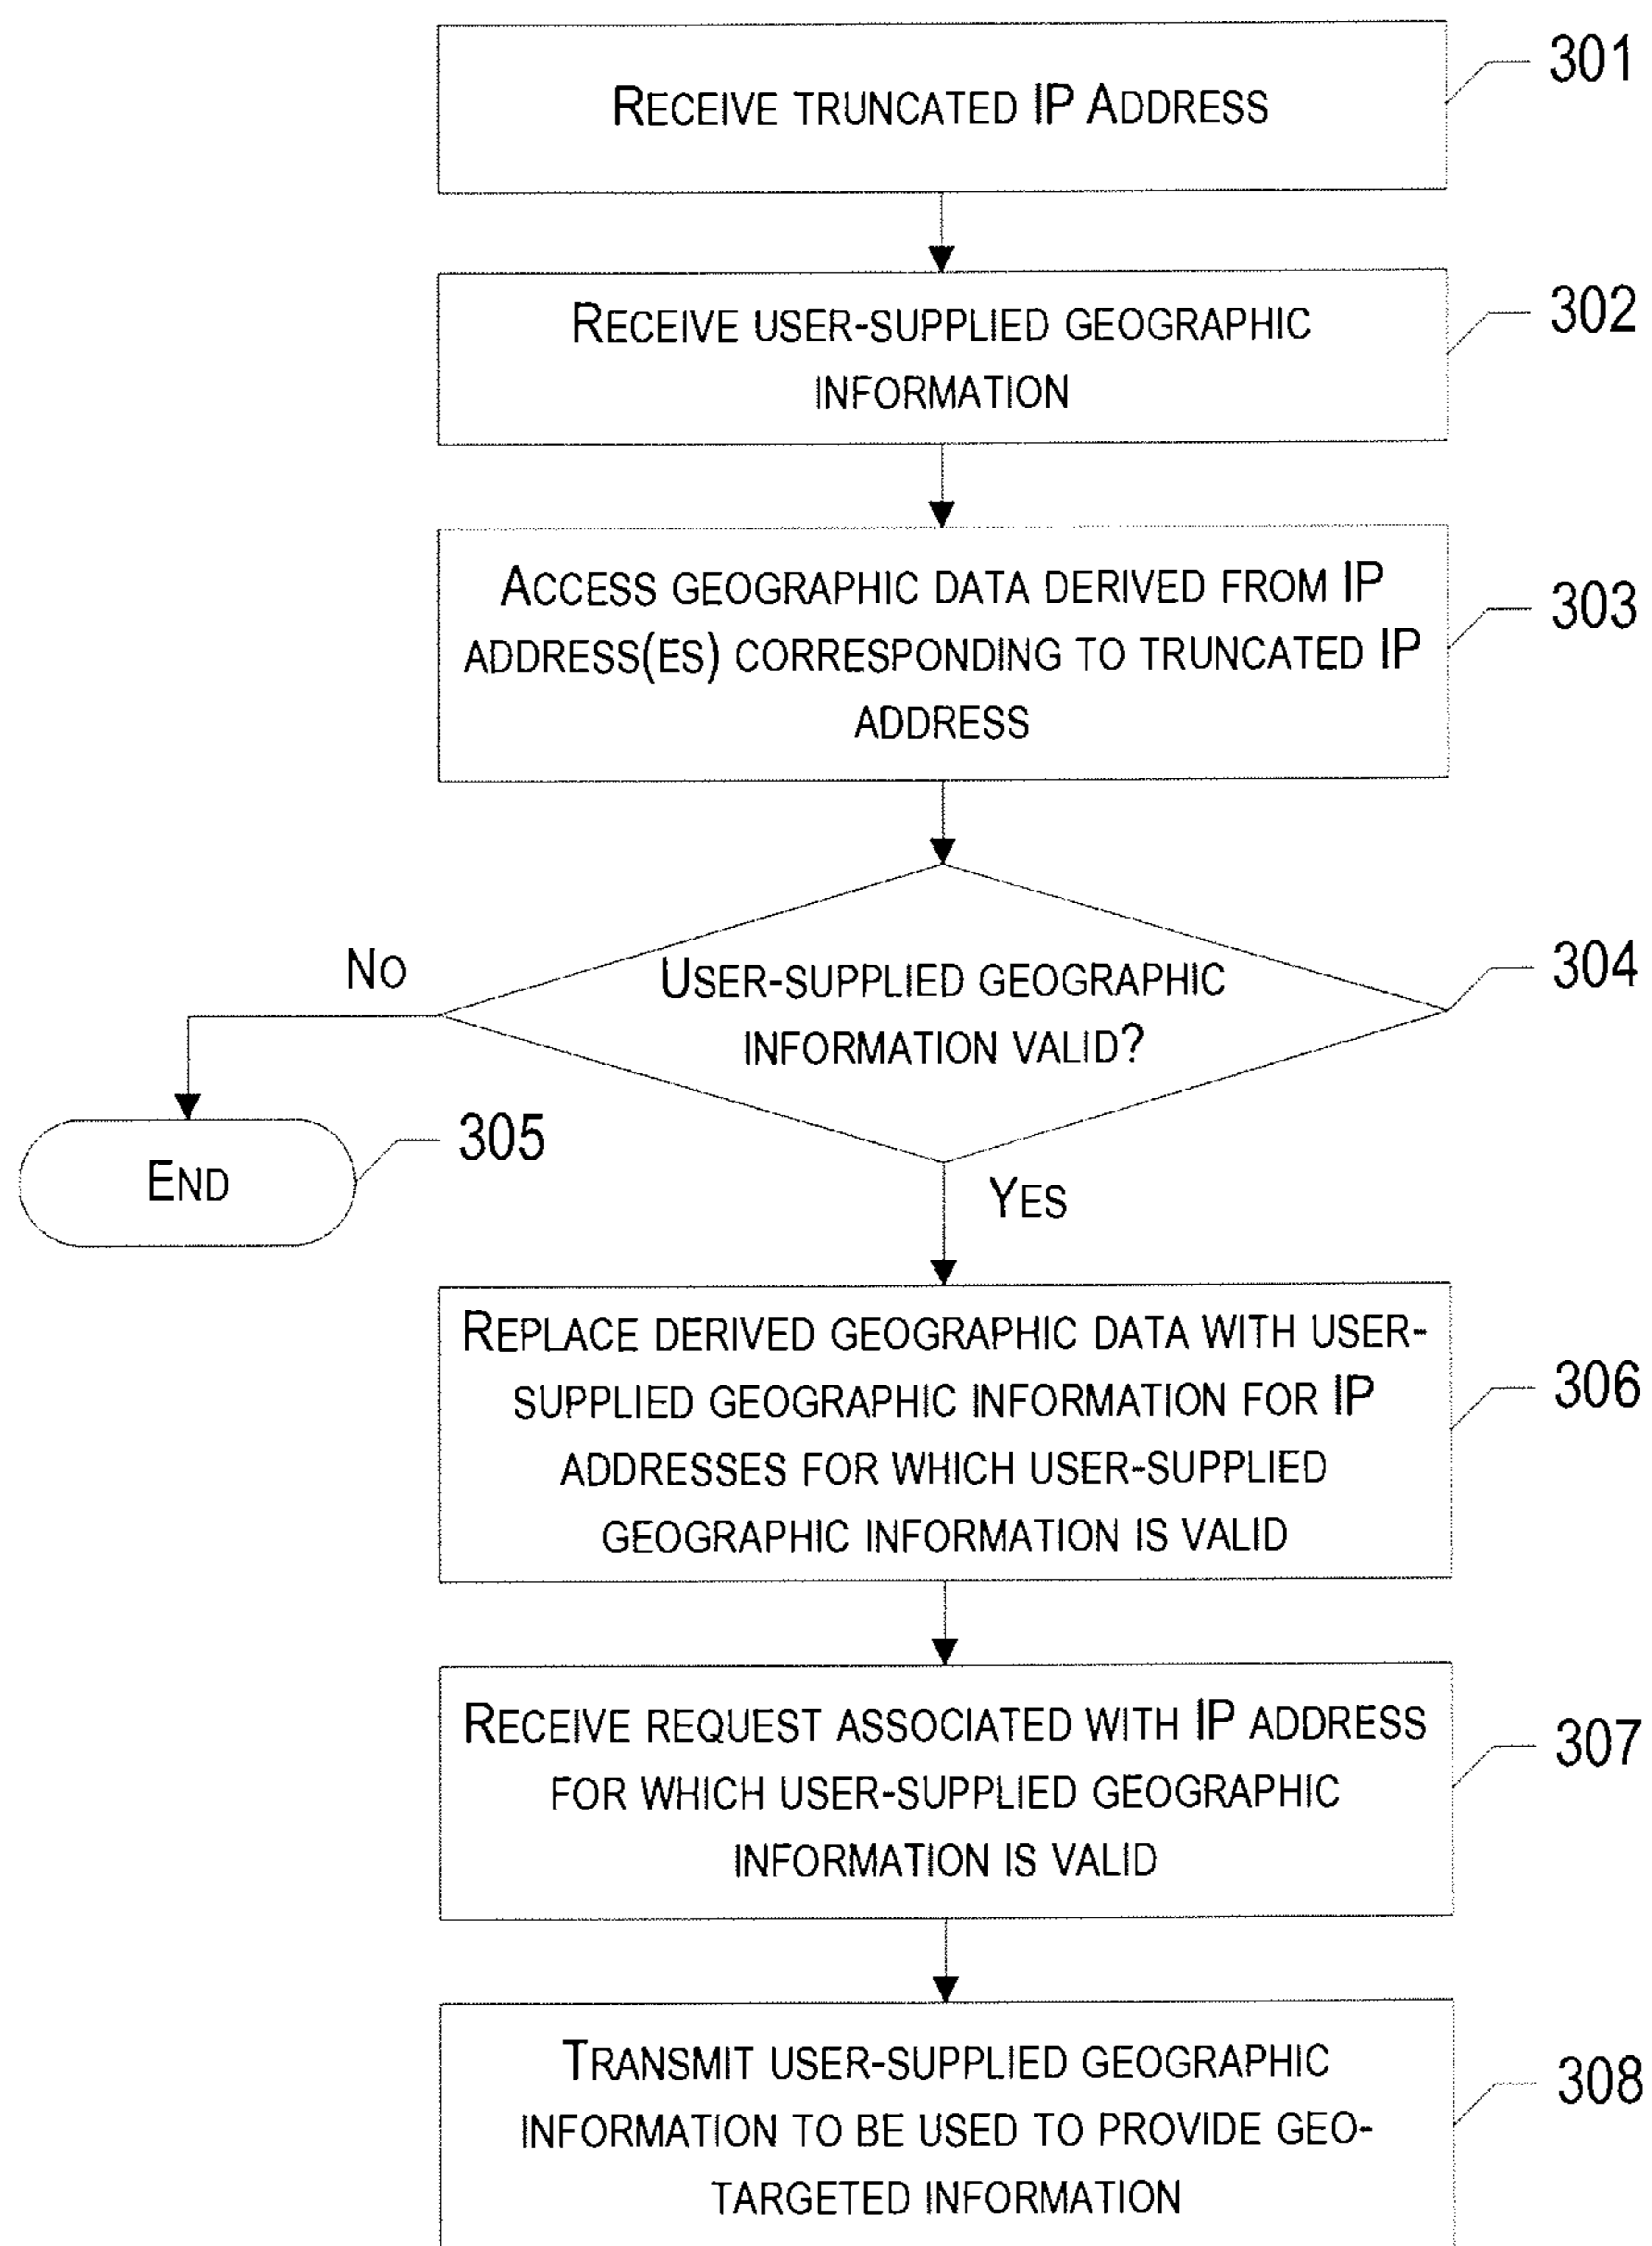 RECEIVE TRUNCATED IP ADDRESS
301
RECEIVE USER-SUPPLIED GEOGRAPHIC
INFORMATION
302
ACCESS GEOGRAPHIC DATA DERIVED FROM IP
ADDRESS(ES) CORRESPONDING TO TRUNCATED IP
ADDRESS
303
NO
USER-SUPPLIED GEOGRAPHIC
INFORMATION VALID?
304
END
305
YES
REPLACE DERIVED GEOGRAPHIC DATA WITH USER-
SUPPLIED GEOGRAPHIC INFORMATION FOR IP
ADDRESSES FOR WHICH USER-SUPPLIED
GEOGRAPHIC INFORMATION IS VALID
306
RECEIVE REQUEST ASSOCIATED WITH IP ADDRESS
FOR WHICH USER-SUPPLIED GEOGRAPHIC
INFORMATION IS VALID
307
TRANSMIT USER-SUPPLIED GEOGRAPHIC
INFORMATION TO BE USED TO PROVIDE GEO-
TARGETED INFORMATION
308